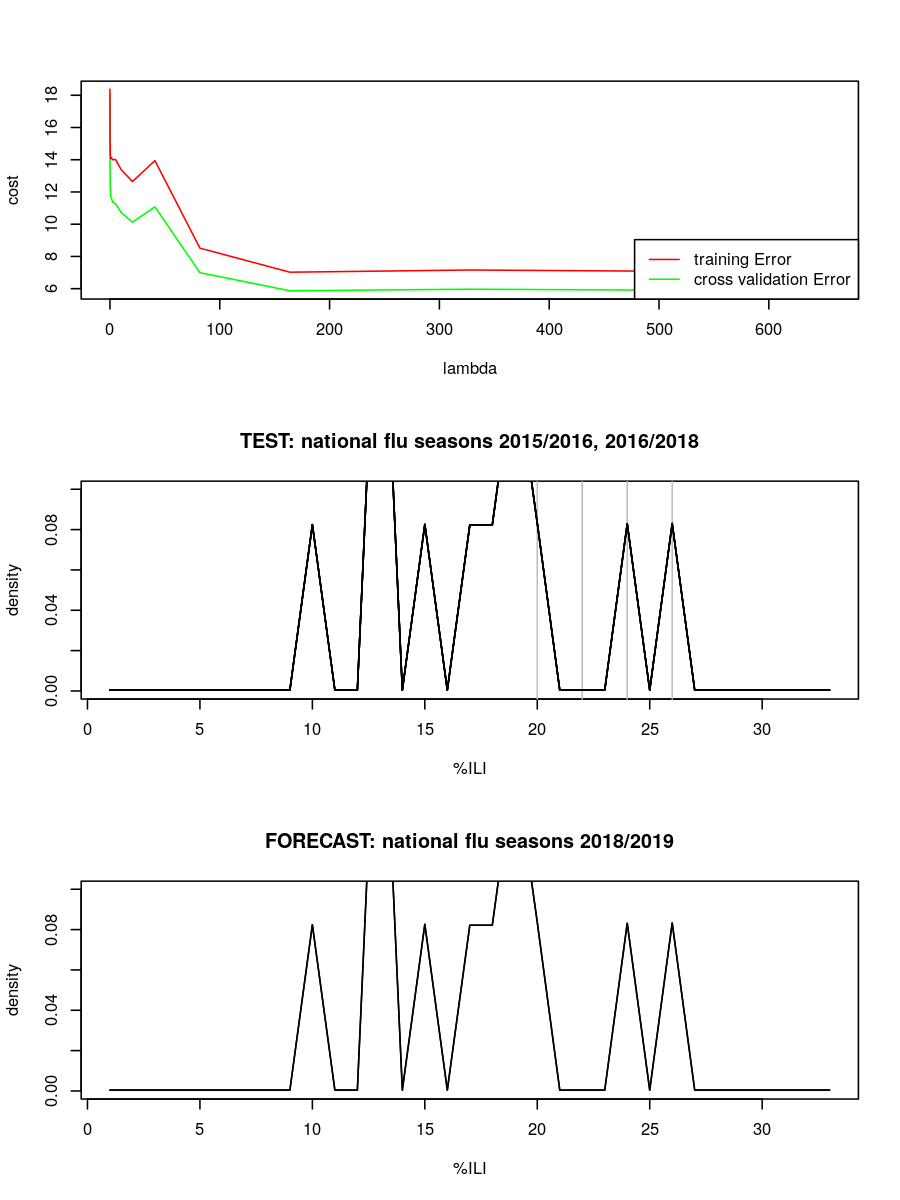 cost
18
16
14
12
10
8
6
training Error
cross validation Error
0 100 200 300 400 500 600
lambda
TEST: national flu seasons 2015/2016, 2016/2018
density
0.08
0.04
0.00
0 5 10 15 20 25 30
%ILI
FORECAST: national flu seasons 2018/2019
density
0.08
0.04
0.00
0 5 10 15 20 25 30
%ILI